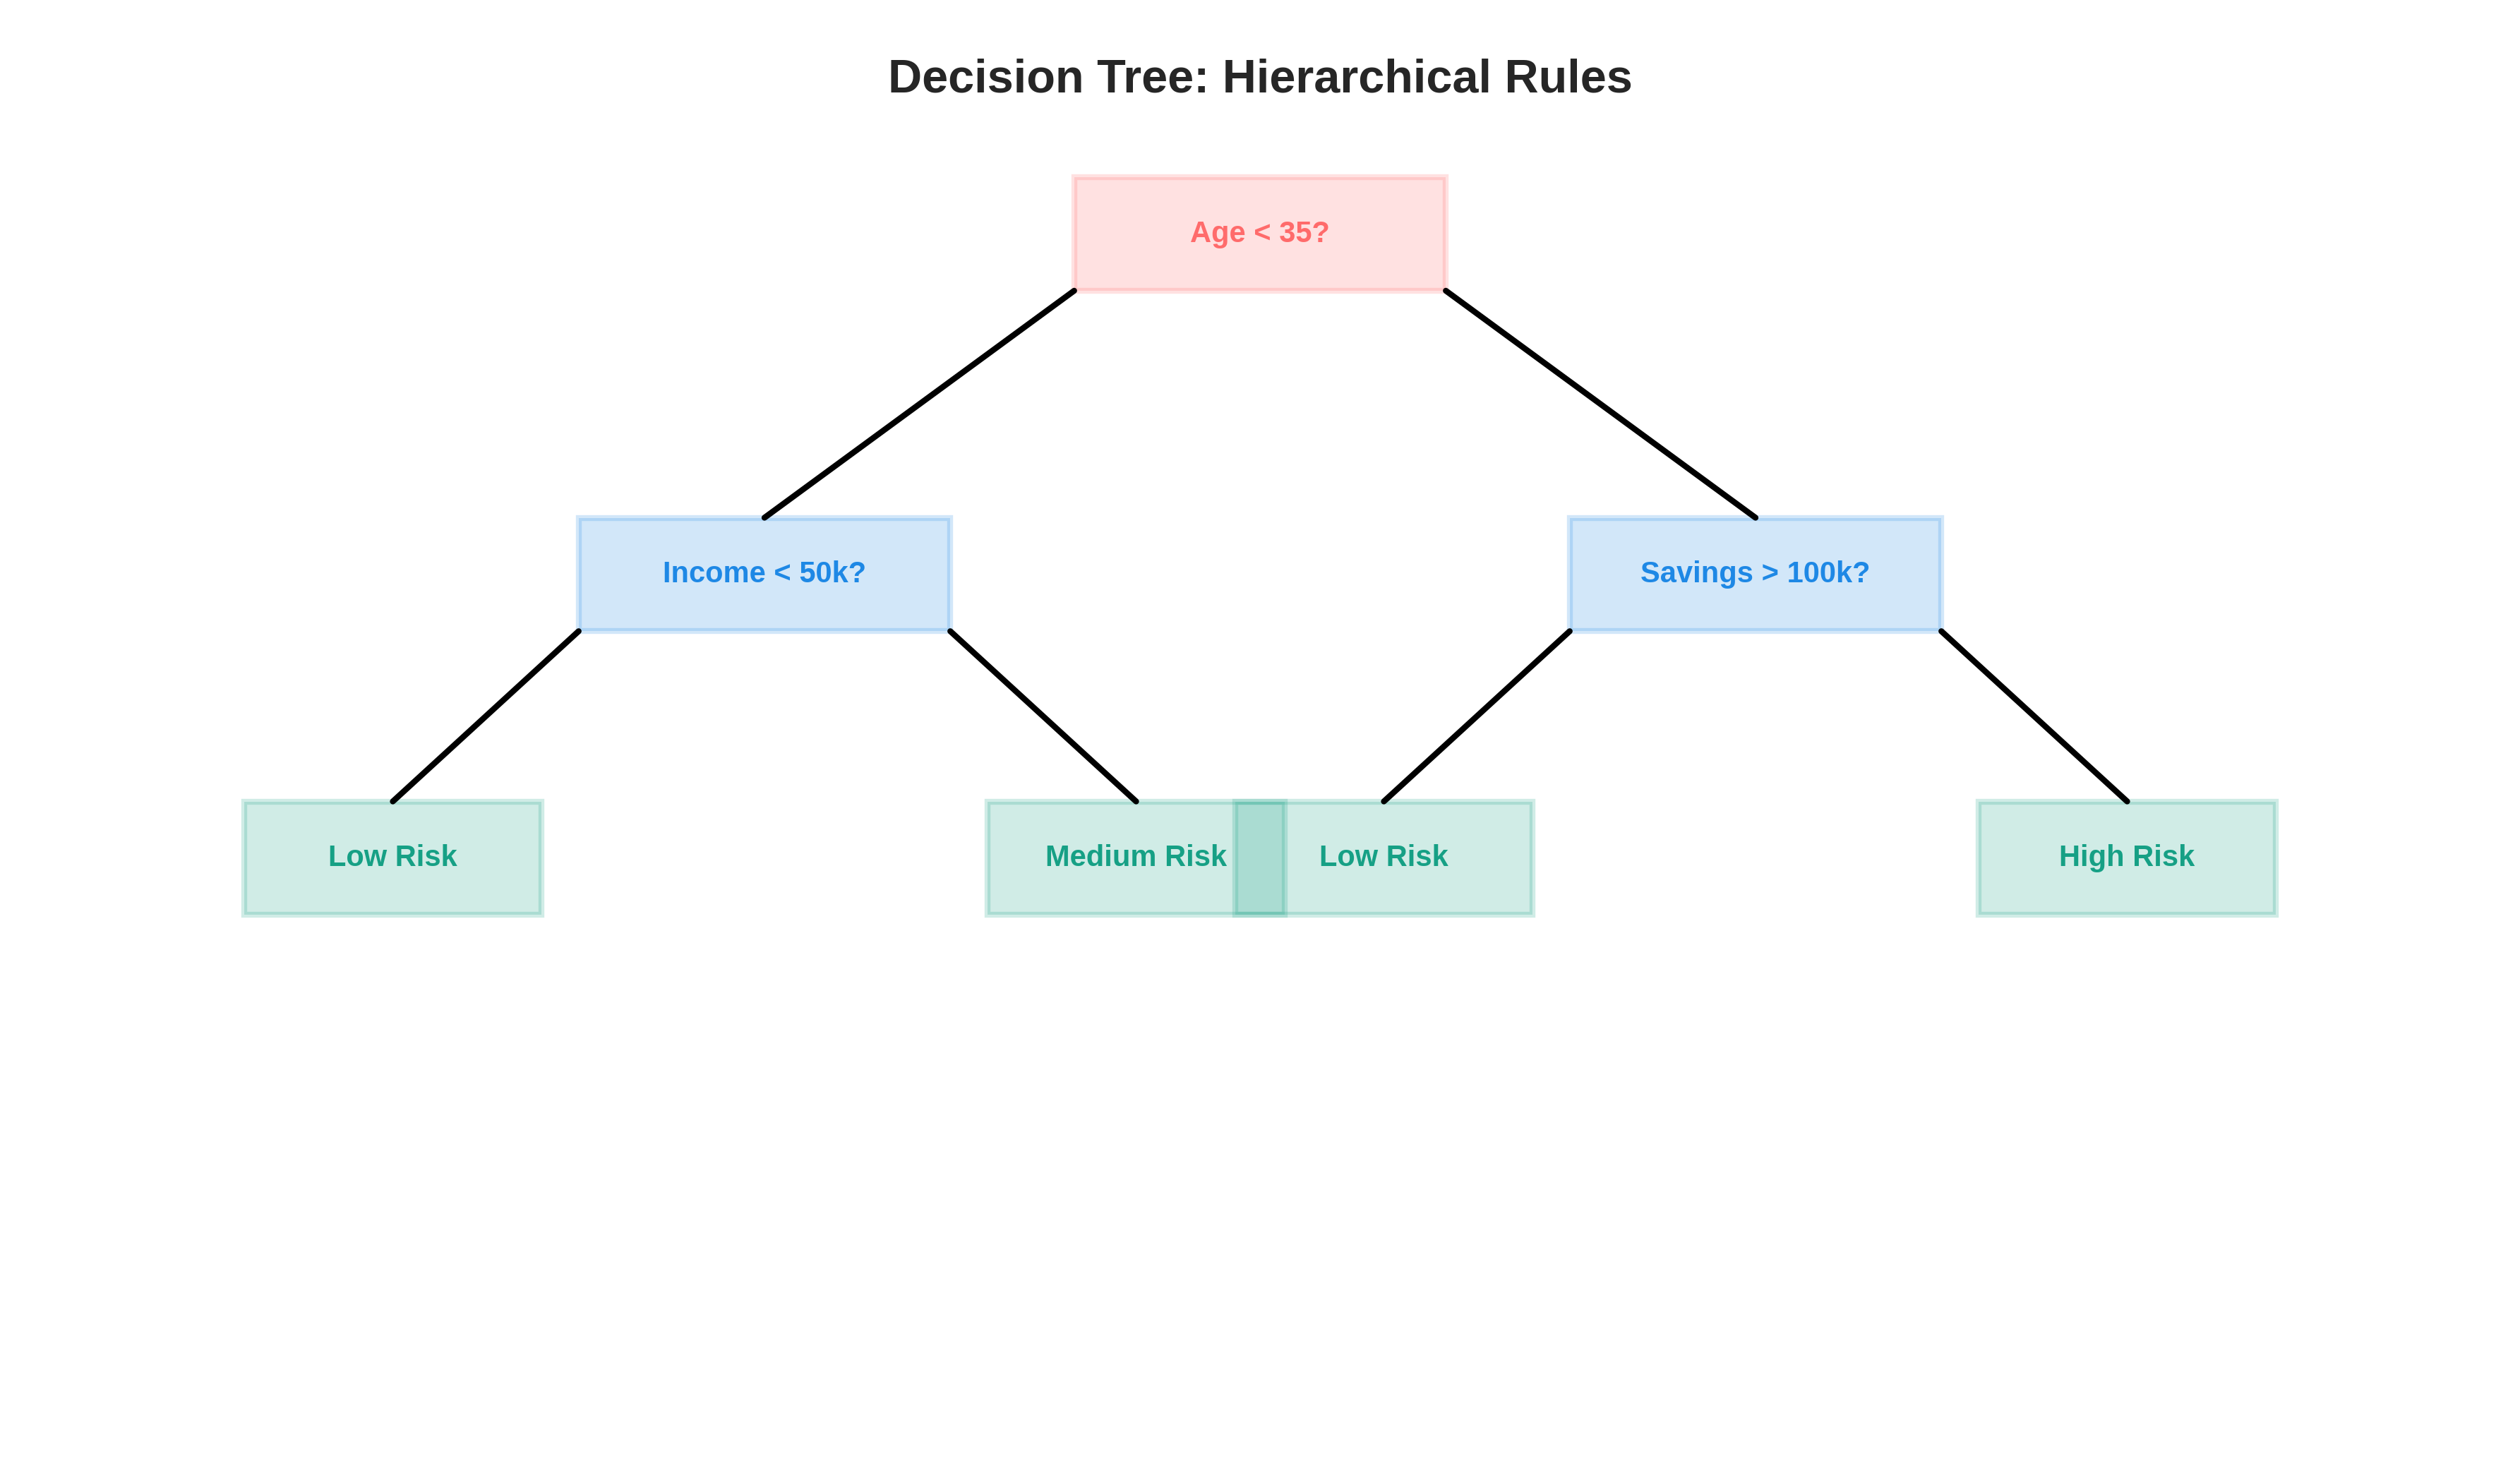 Decision Tree: Hierarchical Rules
Age < 35?
Income < 50k?
Savings > 100k?
Low Risk
Medium Risk
Low Risk
High Risk